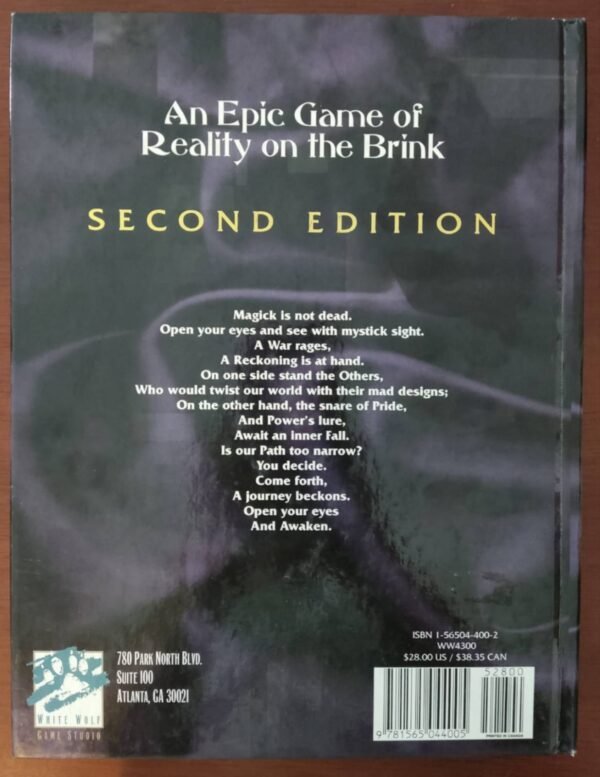 An Epic Game of
Reality on the Brink
SECOND EDITION
Magick is not dead.
Open your eyes and see with mystick sight.
A War rages,
A Reckoning is at hand.
On one side stand the Others,
Who would twist our world with their mad designs;
On the other hand, the snare of Pride,
And Power's lure,
Await an inner Fall.
Is our Path too narrow?
You decide.
Come forth,
A journey beckons.
Open your eyes
And Awaken.
WHITE WOLF
GAME STUDIO
780 PARK NORTH BLVD.
SUITE 100
ATLANTA, GA 30021
ISBN 1-56504-400-2
WW4300
$28.00 US / $38.35 CAN
52800
9 781565 044005
PRINTED IN CANADA